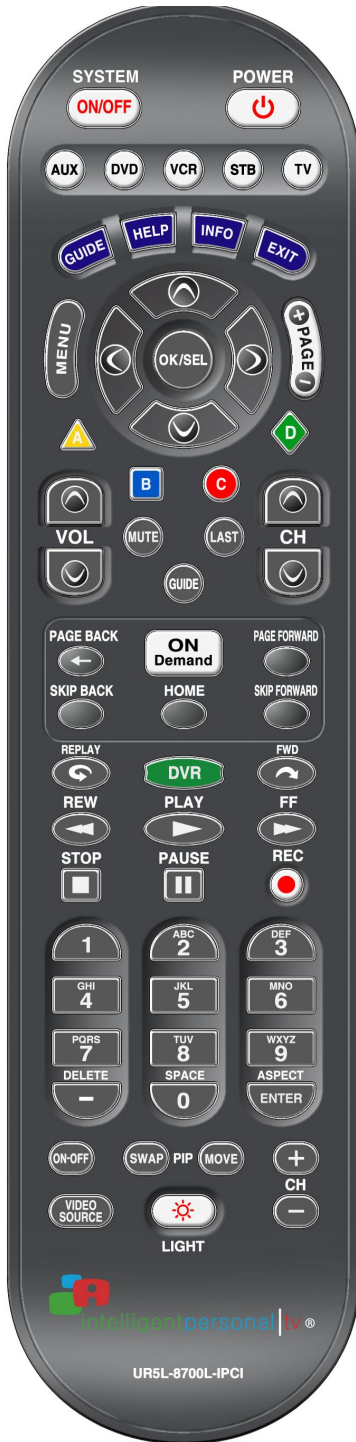 SYSTEM POWER
ON/OFF
AUX DVD VCR STB TV
GUIDE HELP INFO EXIT
MENU OK/SEL + PAGE −
A D
B C
VOL MUTE LAST CH
GUIDE
PAGE BACK ON Demand PAGE FORWARD
SKIP BACK HOME SKIP FORWARD
REPLAY DVR FWD
REW PLAY FF
STOP PAUSE REC
1 ABC 2 DEF 3
GHI 4 JKL 5 MNO 6
PQRS 7 TUV 8 WXYZ 9
DELETE SPACE ASPECT
− 0 ENTER
ON-OFF SWAP PIP MOVE +
CH
VIDEO SOURCE −
LIGHT
intelligentpersonal|tv ®
UR5L-8700L-IPCI